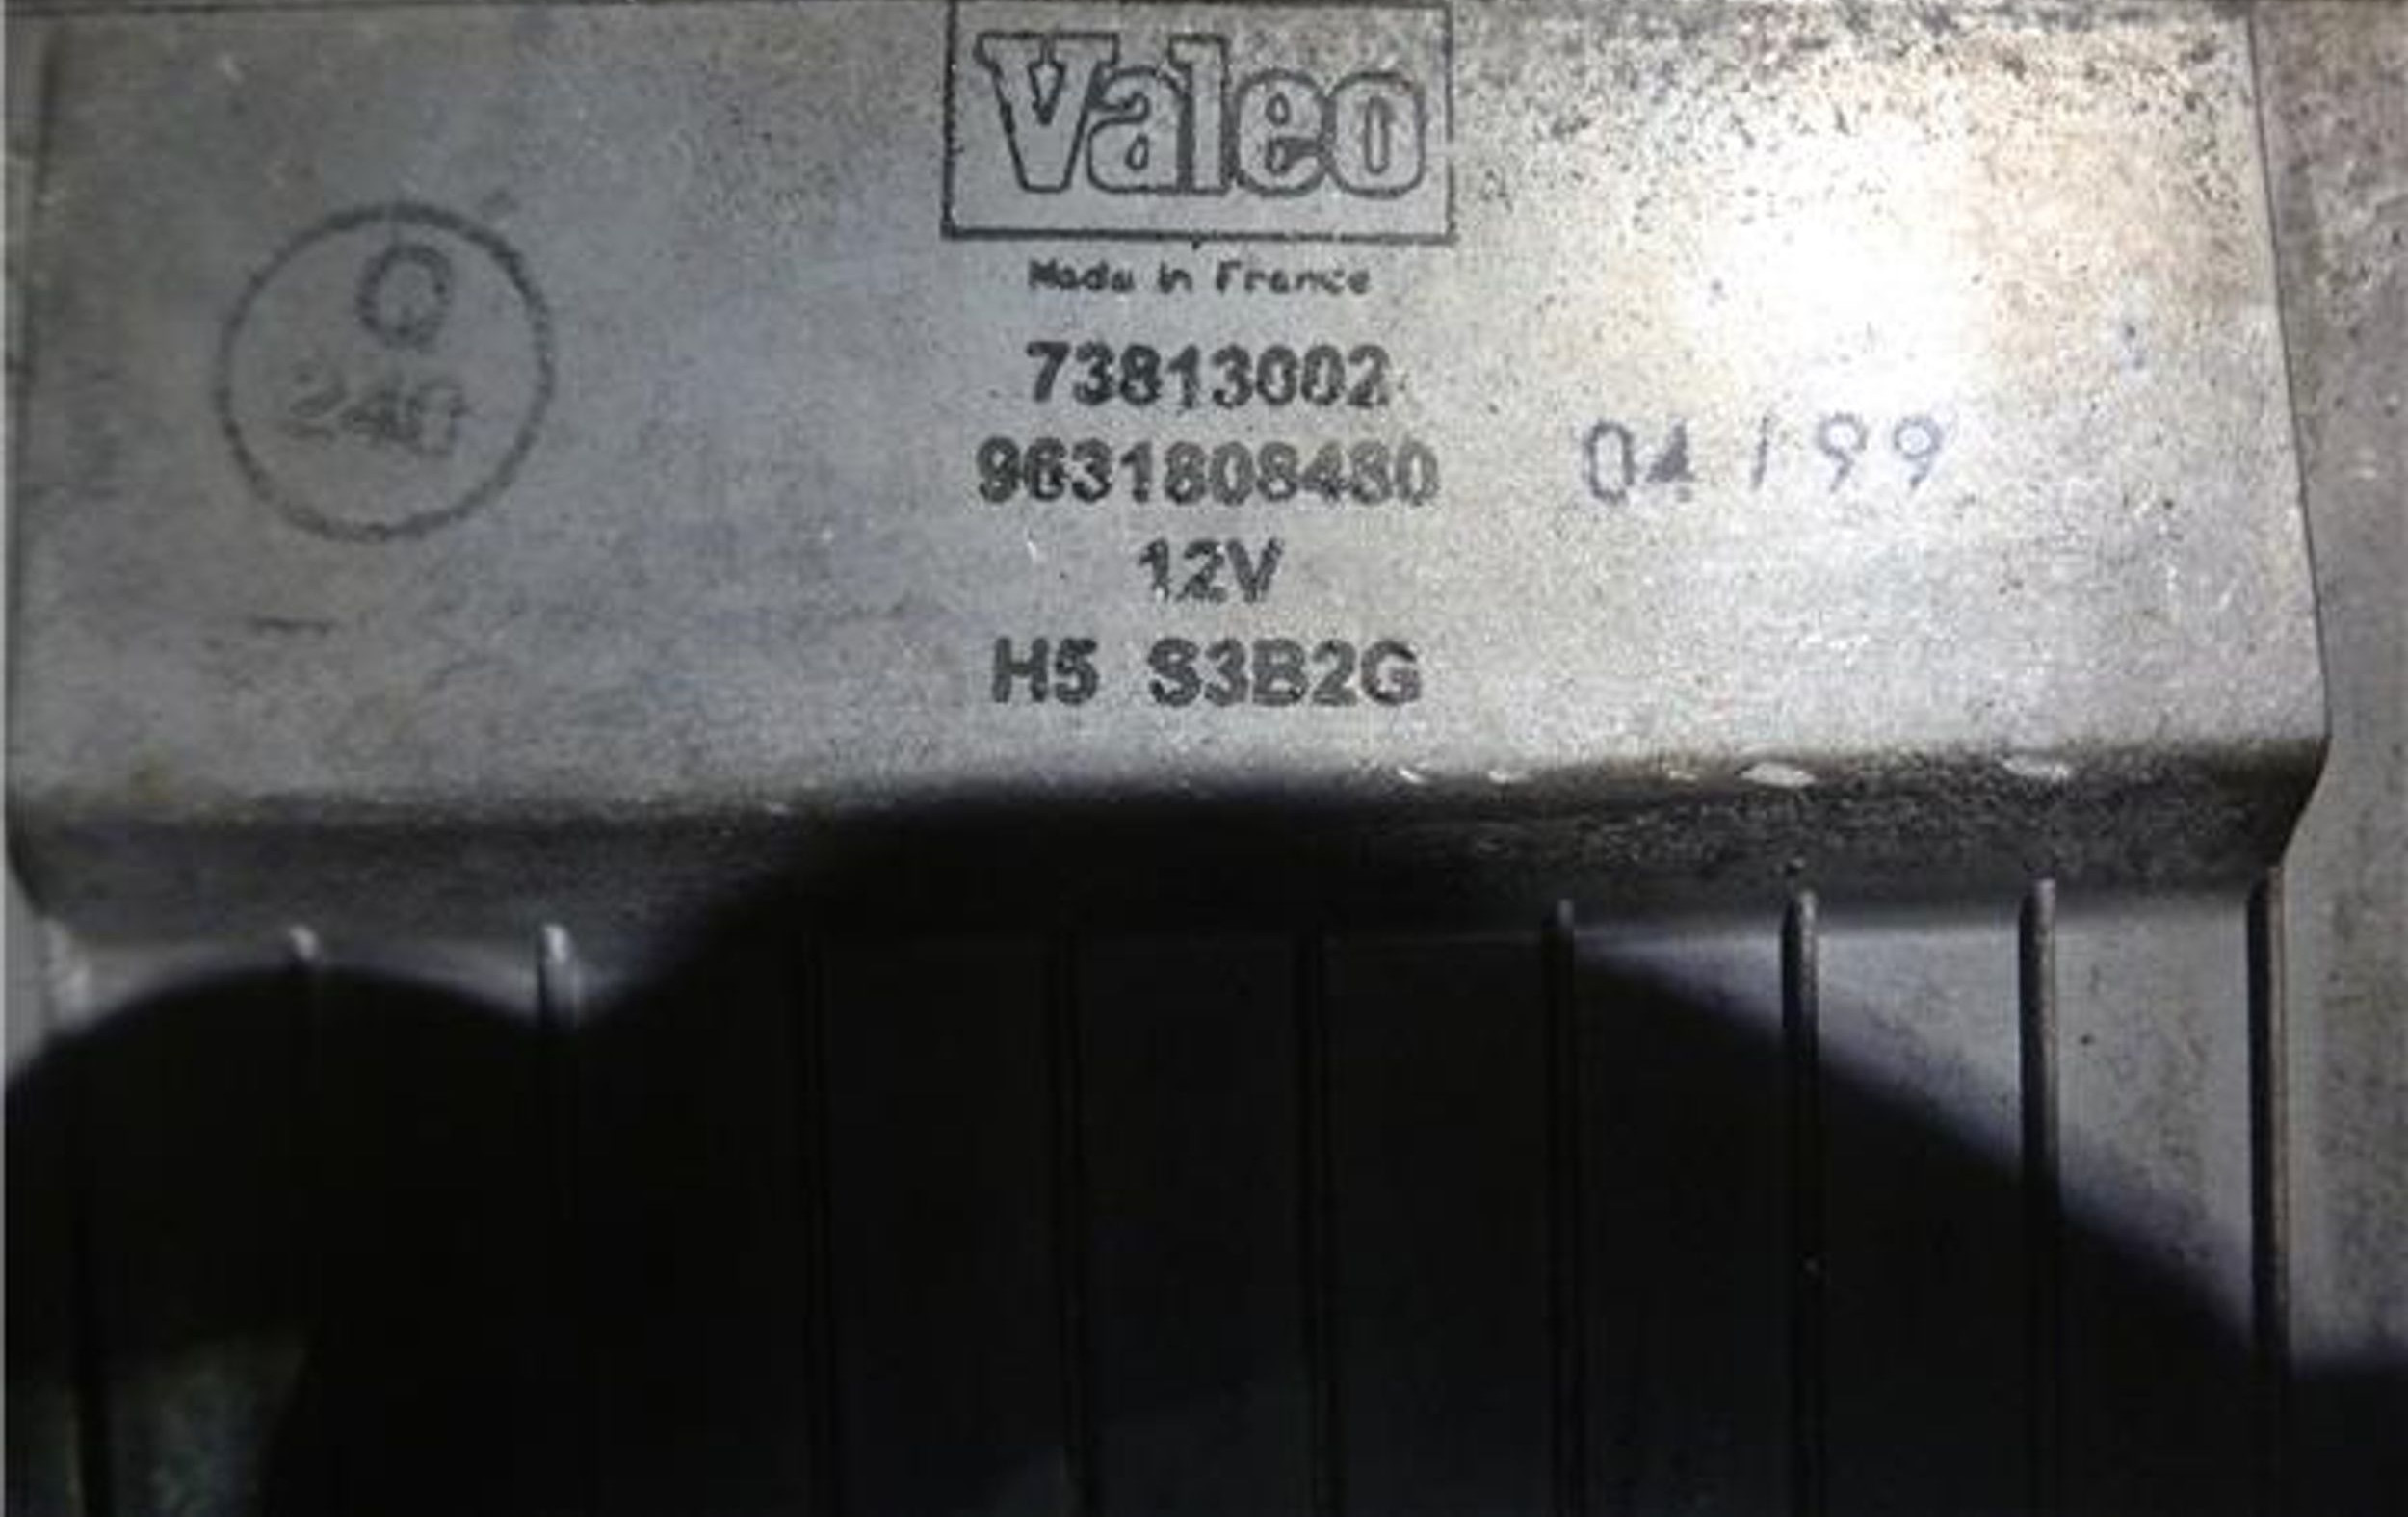 Valeo
Made in France
73813002
9631808480
04/99
12V
H5 S3B2G